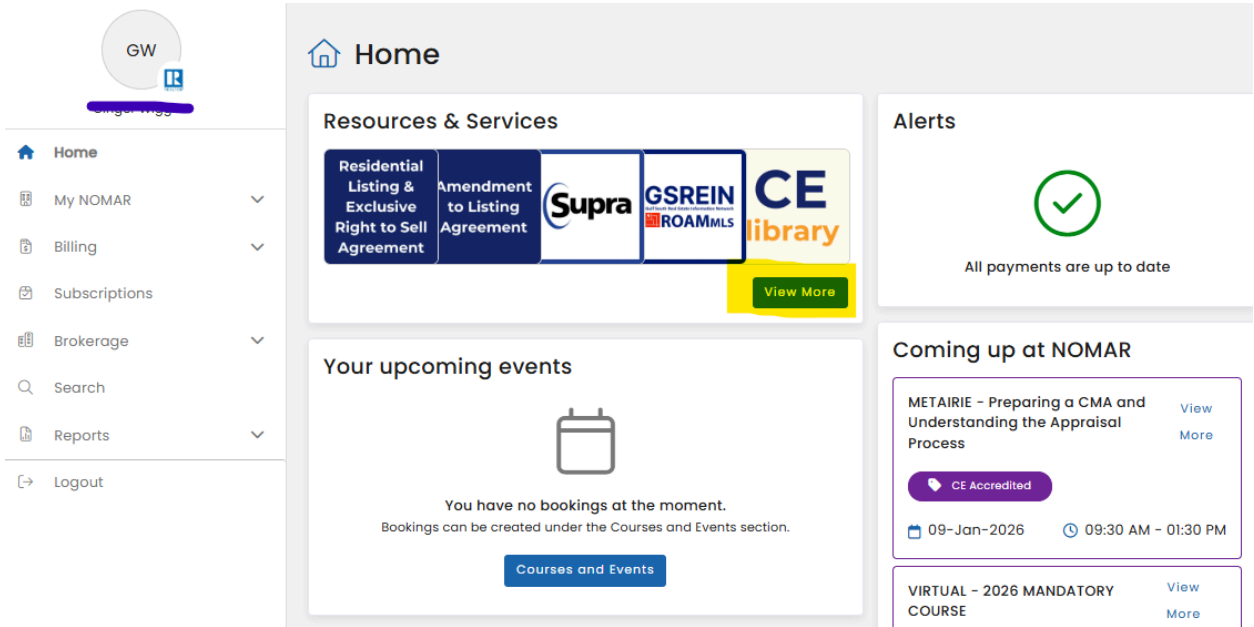 GW
Home
My NOMAR
Billing
Subscriptions
Brokerage
Search
Reports
Logout
Home
Resources & Services
Residential
Listing &
Exclusive
Right to Sell
Agreement
Amendment
to Listing
Agreement
Supra
GSREIN
ROAMMLS
CE
library
View More
Your upcoming events
You have no bookings at the moment.
Bookings can be created under the Courses and Events section.
Courses and Events
Alerts
All payments are up to date
Coming up at NOMAR
METAIRIE - Preparing a CMA and
Understanding the Appraisal
Process
View
More
CE Accredited
09-Jan-2026
09:30 AM - 01:30 PM
VIRTUAL - 2026 MANDATORY
COURSE
View
More